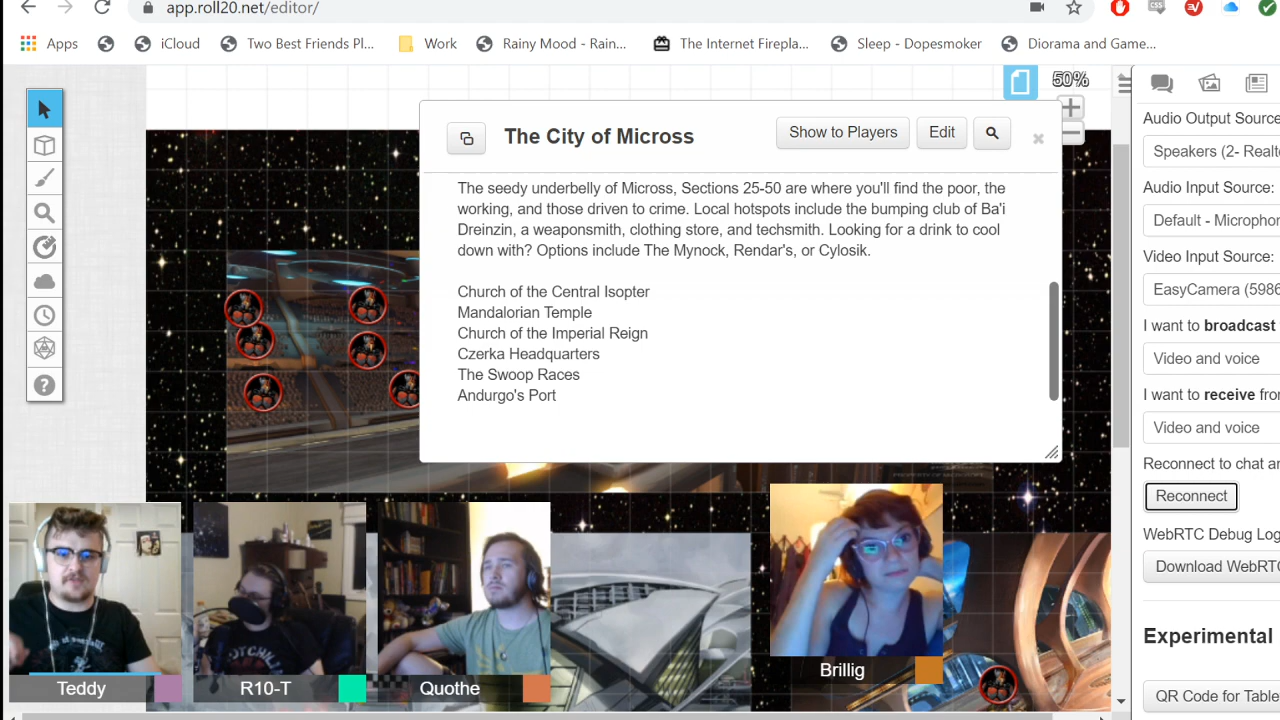 app.roll20.net/editor/
Apps iCloud Two Best Friends Pl... Work Rainy Mood - Rain... The Internet Firepla... Sleep - Dopesmoker Diorama and Game...
50%
The City of Micross
Show to Players
Edit
The seedy underbelly of Micross, Sections 25-50 are where you'll find the poor, the
working, and those driven to crime. Local hotspots include the bumping club of Ba'i
Dreinzin, a weaponsmith, clothing store, and techsmith. Looking for a drink to cool
down with? Options include The Mynock, Rendar's, or Cylosik.
Church of the Central Isopter
Mandalorian Temple
Church of the Imperial Reign
Czerka Headquarters
The Swoop Races
Andurgo's Port
Audio Output Source
Speakers (2- Realte
Audio Input Source:
Default - Microphon
Video Input Source:
EasyCamera (5986
I want to broadcast
Video and voice
I want to receive fro
Video and voice
Reconnect to chat an
Reconnect
WebRTC Debug Log
Download WebRTC
Experimental
QR Code for Table
Teddy
R10-T
Quothe
Brillig